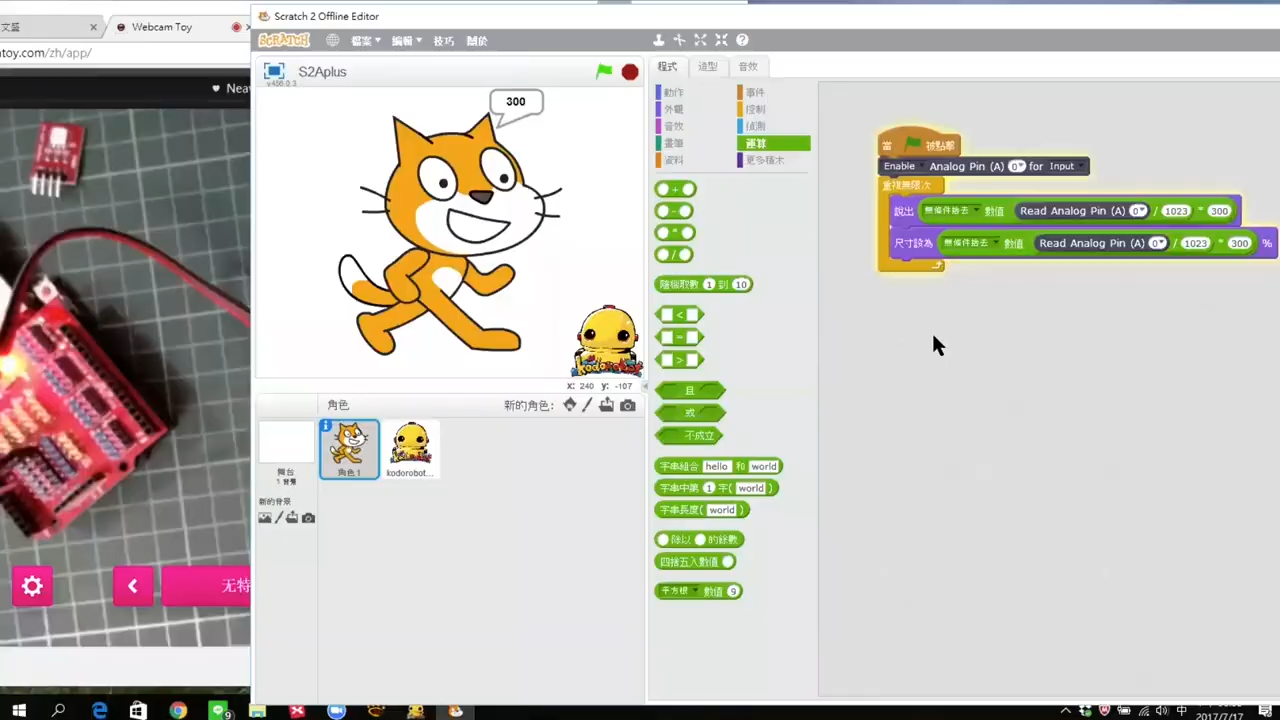 文盛
Webcam Toy
toy.com/zh/app/
Scratch 2 Offline Editor
SCRATCH 檔案 編輯 技巧 關於
S2Aplus
v456.0.3
300
x: 240 y: -107
角色 新的角色:
舞台
1 背景
新的背景
角色1
kodorobot...
程式 造型 音效
動作 事件
外觀 控制
音效 偵測
畫筆 運算
資料 更多積木
+
-
*
/
隨機取數 1 到 10
<
=
>
且
或
不成立
字串組合 hello 和 world
字串中第 1 字( world )
字串長度( world )
除以 的餘數
四捨五入數值
平方根 數值 9
當 被點擊
Enable Analog Pin (A) 0 for Input
重複無限次
說出 無條件捨去 數值 Read Analog Pin (A) 0 / 1023 * 300
尺寸設為 無條件捨去 數值 Read Analog Pin (A) 0 / 1023 * 300 %
无特
中
2017/7/17